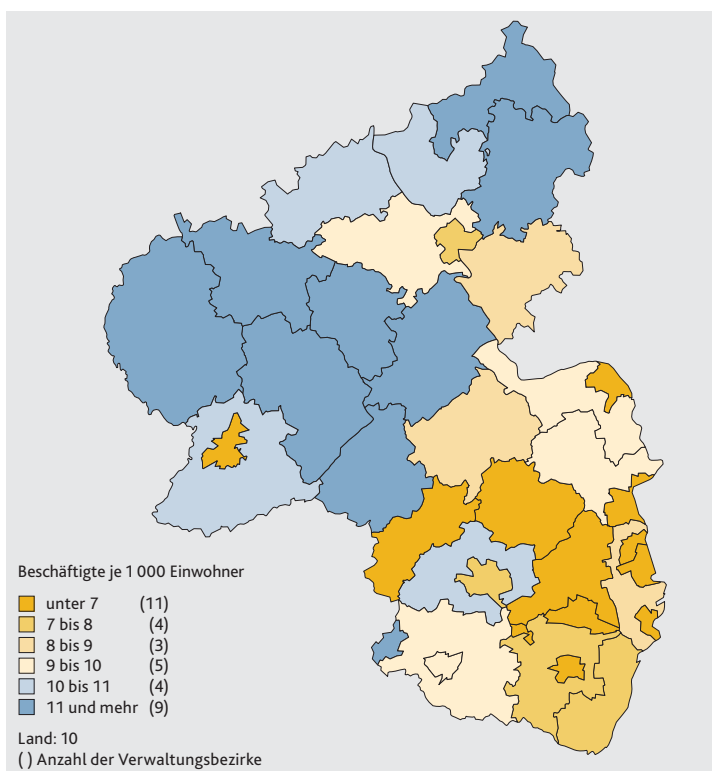 Beschäftigte je 1 000 Einwohner
unter 7 (11)
7 bis 8 (4)
8 bis 9 (3)
9 bis 10 (5)
10 bis 11 (4)
11 und mehr (9)
Land: 10
( ) Anzahl der Verwaltungsbezirke